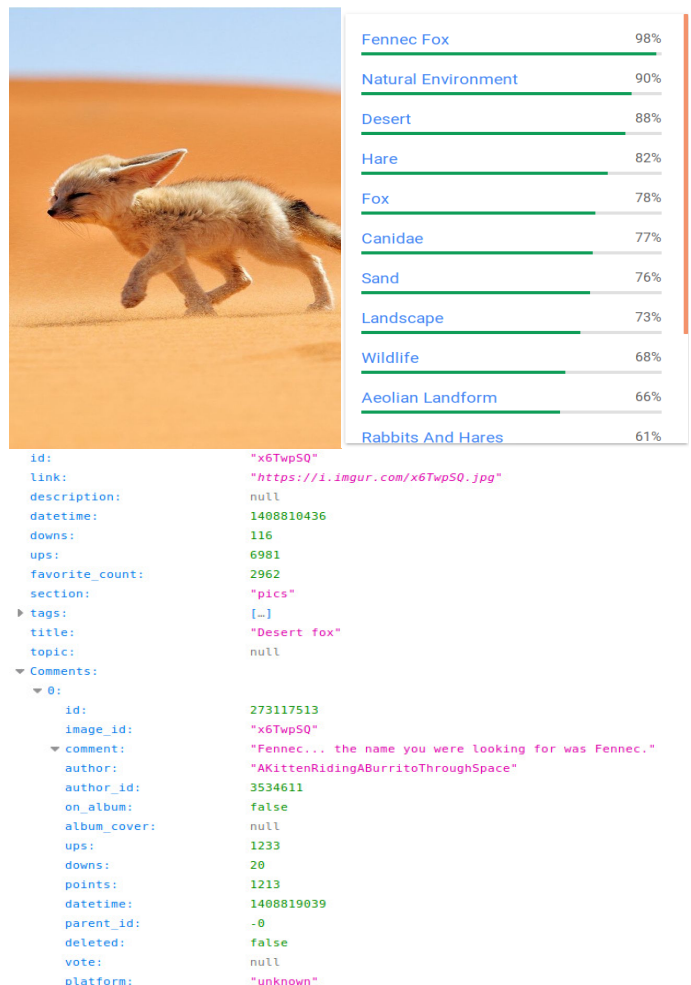 Fennec Fox 98%
Natural Environment 90%
Desert 88%
Hare 82%
Fox 78%
Canidae 77%
Sand 76%
Landscape 73%
Wildlife 68%
Aeolian Landform 66%
Rabbits And Hares 61%
id: "x6TwpSQ"
link: "https://i.imgur.com/x6TwpSQ.jpg"
description: null
datetime: 1408810436
downs: 116
ups: 6981
favorite_count: 2962
section: "pics"
tags: […]
title: "Desert fox"
topic: null
Comments:
0:
id: 273117513
image_id: "x6TwpSQ"
comment: "Fennec... the name you were looking for was Fennec."
author: "AKittenRidingABurritoThroughSpace"
author_id: 3534611
on_album: false
album_cover: null
ups: 1233
downs: 20
points: 1213
datetime: 1408819039
parent_id: -0
deleted: false
vote: null
platform: "unknown"